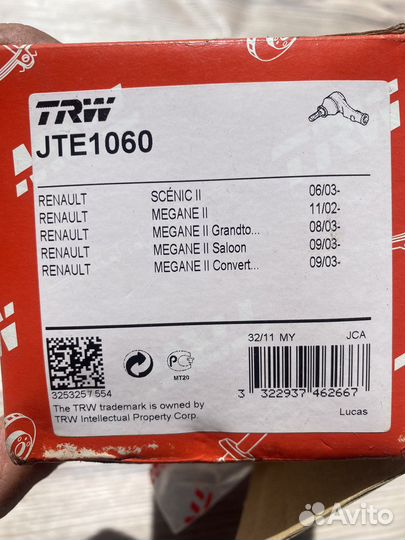 TRW
JTE1060
RENAULT SCÉNIC II 06/03-
RENAULT MEGANE II 11/02-
RENAULT MEGANE II Grandto... 08/03-
RENAULT MEGANE II Saloon 09/03-
RENAULT MEGANE II Convert... 09/03-
32/11 MY JCA
MT20
3253257 554
3 322937 462667
The TRW trademark is owned by
TRW Intellectual Property Corp.
Lucas
Avito